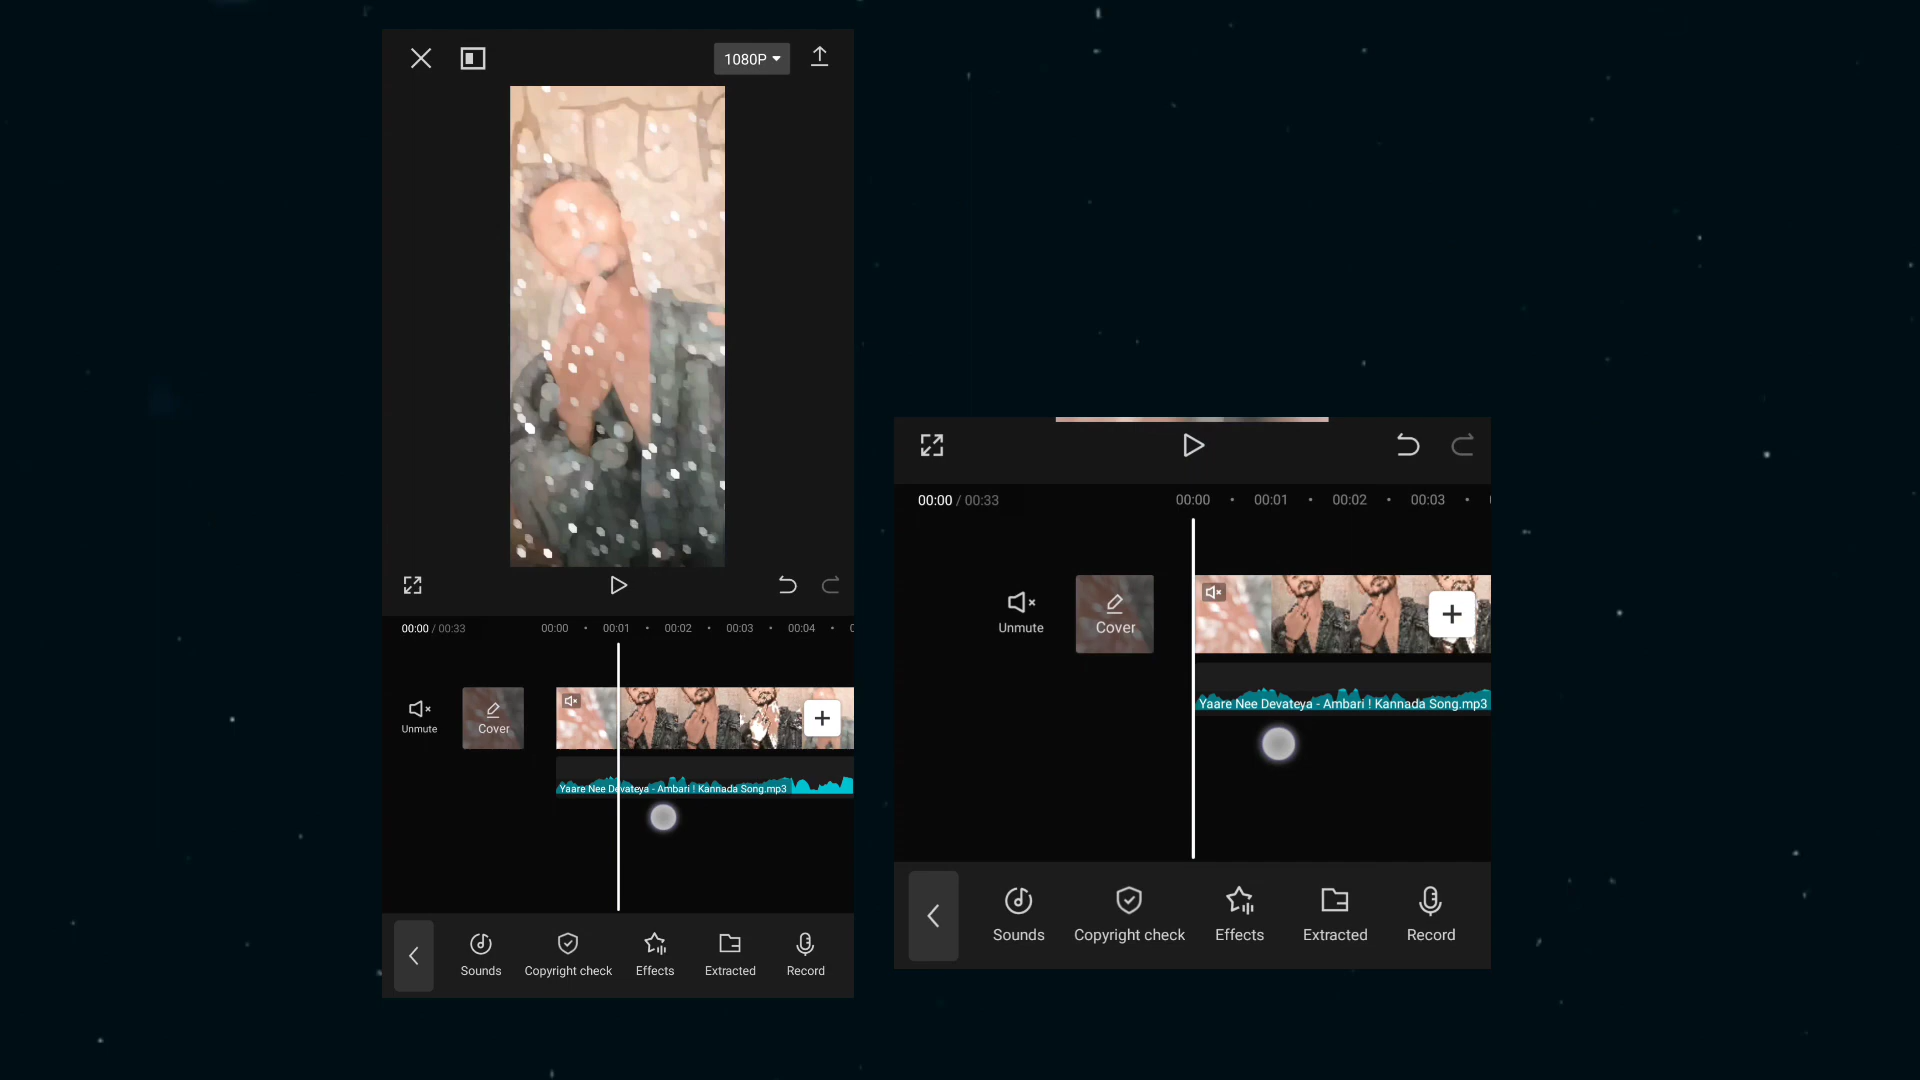 1080P
00:00 / 00:33
00:00 00:01 00:02 00:03 00:04
Unmute
Cover
Yaare Nee Devateya - Ambari ! Kannada Song.mp3
Sounds
Copyright check
Effects
Extracted
Record
00:00 / 00:33
00:00 00:01 00:02 00:03
Unmute
Cover
Yaare Nee Devateya - Ambari ! Kannada Song.mp3
Sounds
Copyright check
Effects
Extracted
Record